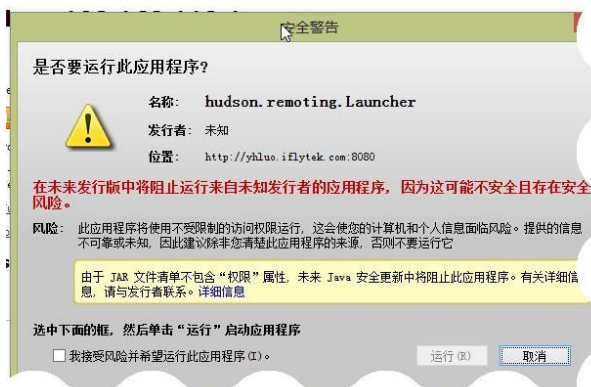 安全警告
是否要运行此应用程序?
名称: hudson.remoting.Launcher
发行者: 未知
位置: http://yhluo.iflytek.com:8080
在未来发行版中将阻止运行来自未知发行者的应用程序，因为这可能不安全且存在安全
风险。
风险: 此应用程序将使用不受限制的访问权限运行，这会使您的计算机和个人信息面临风险。提供的信息
不可靠或未知，因此建议除非您清楚此应用程序的来源，否则不要运行它
由于 JAR 文件清单不包含“权限”属性，未来 Java 安全更新中将阻止此应用程序。有关详细信
息，请与发行者联系。详细信息
选中下面的框，然后单击“运行”启动应用程序
我接受风险并希望运行此应用程序(I)。
运行(R) 取消